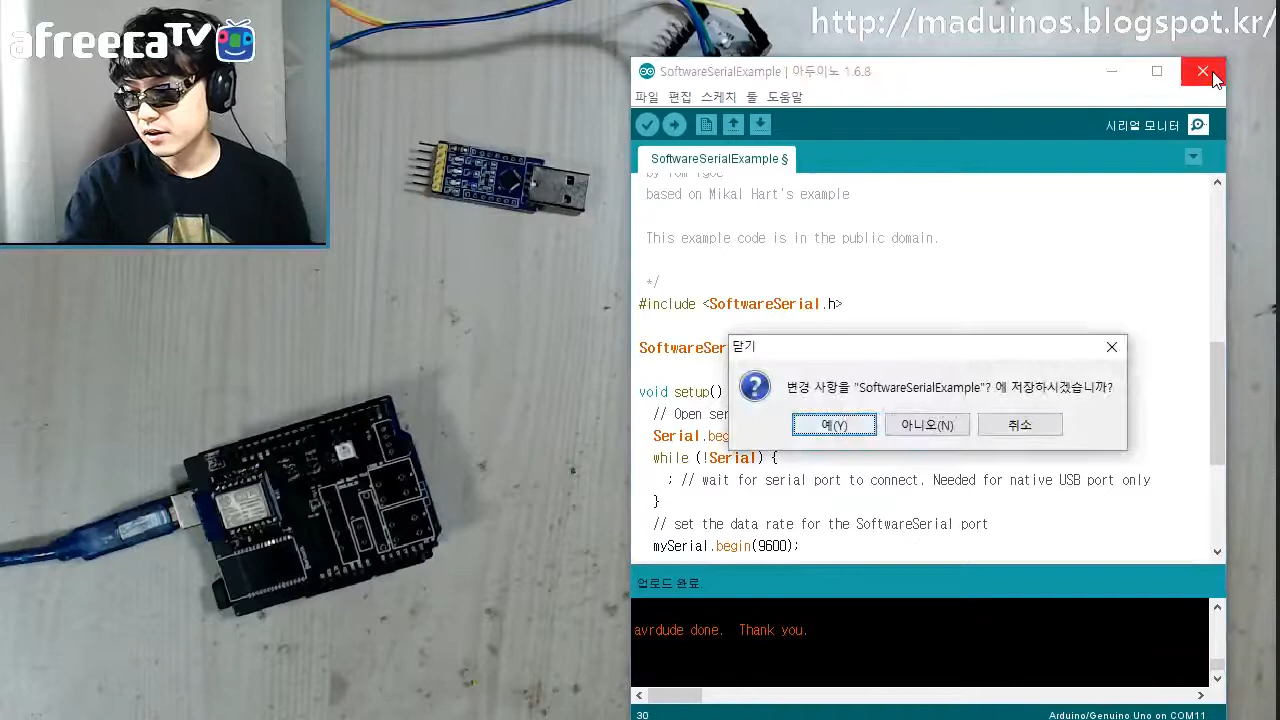 afreecaTV
http://maduinos.blogspot.kr/
SoftwareSerialExample | 아두이노 1.6.8
파일 편집 스케치 툴 도움말
시리얼 모니터
SoftwareSerialExample §
by Tom Igoe
based on Mikal Hart's example
This example code is in the public domain.
*/
#include <SoftwareSerial.h>
SoftwareSer
닫기
변경 사항을 "SoftwareSerialExample"? 에 저장하시겠습니까?
예(Y) 아니오(N) 취소
void setup()
// Open ser
Serial.beg
while (!Serial) {
; // wait for serial port to connect. Needed for native USB port only
}
// set the data rate for the SoftwareSerial port
mySerial.begin(9600);
업로드 완료.
avrdude done.  Thank you.
30
Arduino/Genuino Uno on COM11